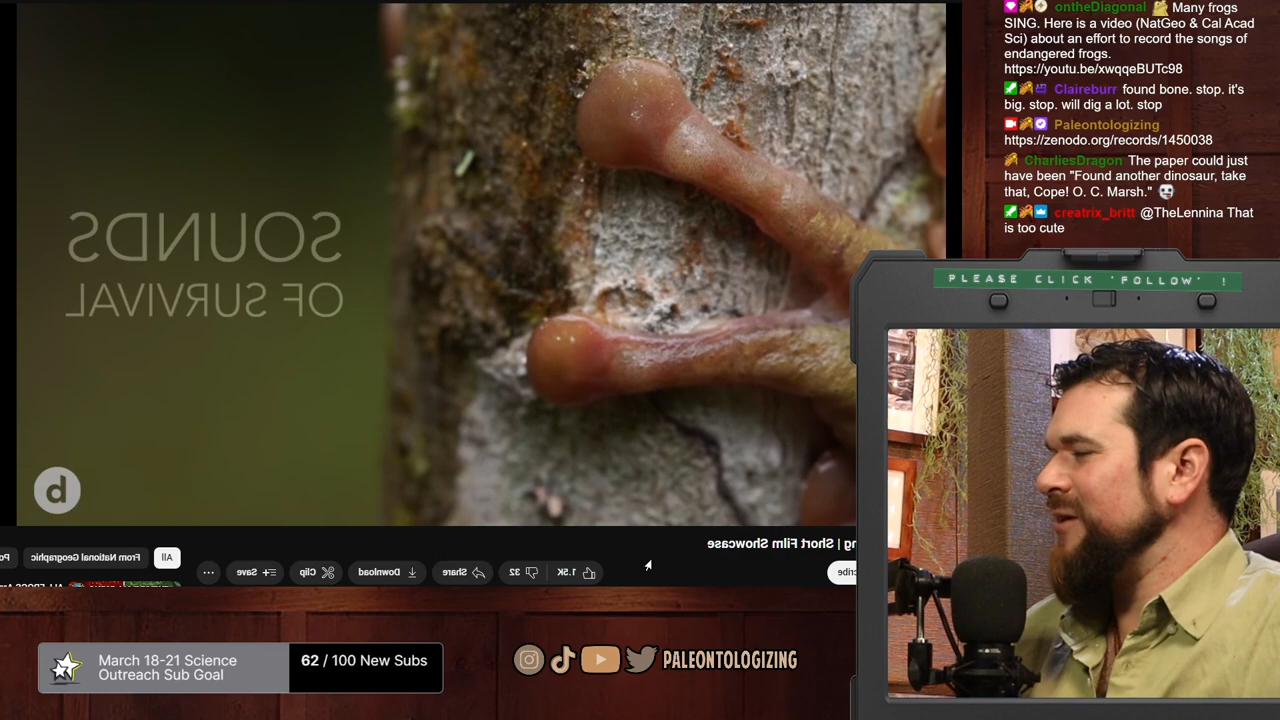 ontheDiagonal Many frogs
SING. Here is a video (NatGeo & Cal Acad
Sci) about an effort to record the songs of
endangered frogs.
https://youtu.be/xwqqeBUTc98
Claireburr found bone. stop. it's
big. stop. will dig a lot. stop
Paleontologizing
https://zenodo.org/records/1450038
CharliesDragon The paper could just
have been "Found another dinosaur, take
that, Cope! O. C. Marsh."
creatrix_britt @TheLennina That
is too cute
PLEASE CLICK 'FOLLOW' !
SOUNDS
OF SURVIVAL
b
ng | Short Film Showcase
All
From National Geographic
Po
Save
Clip
Download
Share
32
1.5K
cribe
March 18-21 Science
Outreach Sub Goal
62 / 100 New Subs
PALEONTOLOGIZING